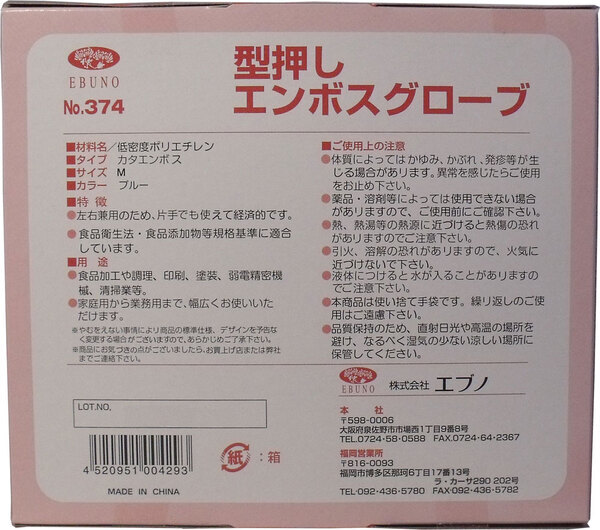 EBUNO
No.374
型押し
エンボスグローブ
■材料名／低密度ポリエチレン
■タイプ カタエンボス
■サイズ M
■カラー ブルー
■特 徴
●左右兼用のため、片手でも使えて経済的です。
●食品衛生法・食品添加物等規格基準に適合
しています。
■用 途
●食品加工や調理、印刷、塗装、弱電精密機
械、清掃業等。
●家庭用から業務用まで、幅広くお使いいた
だけます。
※やむをえない事情により商品の標準仕様、デザインを予告な
く変更する場合がございますので、あらかじめご了承下さい。
※商品にお気づきの点がございましたら、お買上げ店または弊社
までご連絡下さい。
■ご使用上の注意
●体質によってはかゆみ、かぶれ、発疹等が生
じる場合があります。異常を感じたらご使用
をお止め下さい。
●薬品・溶剤等によっては使用できない場合
がありますので、ご使用前にご確認下さい。
●熱、熱湯等の熱源に近づけると熱傷の恐れ
がありますのでご注意下さい。
●引火、溶解の恐れがありますので、火気に
近づけないで下さい。
●液体につけると水が入ることがありますの
でご注意下さい。
●本商品は使い捨て手袋です。繰り返しのご使
用はご遠慮下さい。
●品質保持のため、直射日光や高温の場所を
避け、なるべく湿気の少ない涼しい場所に
保管してください。
EBUNO
株式会社 エブノ
本 社
〒598-0006
大阪府泉佐野市市場西1丁目9番8号
TEL.0724-58-0588 FAX.0724-64-2367
福岡営業所
〒816-0093
福岡市博多区那珂6丁目17番13号
ラ・カーサ290 202号
TEL-092-436-5780 FAX-092-436-5782
LOT.NO.
4 520951 004293
紙：箱
MADE IN CHINA